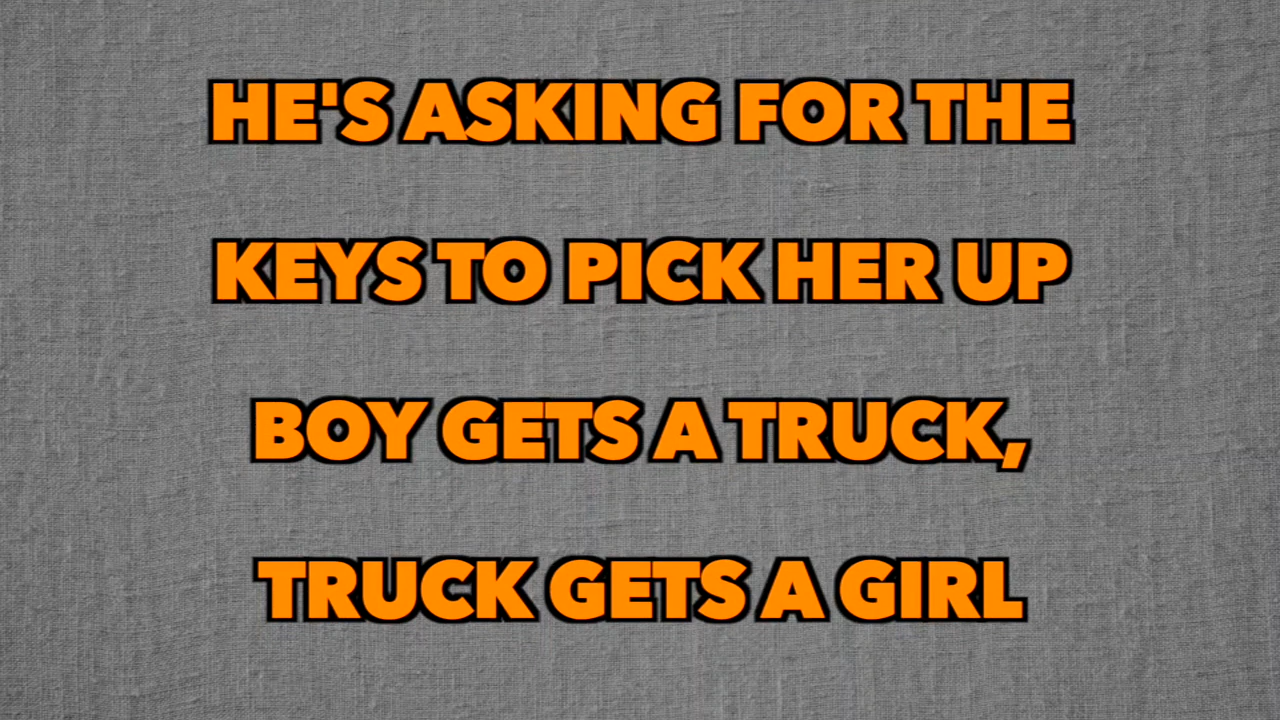 HE'S ASKING FOR THE
KEYS TO PICK HER UP
BOY GETS A TRUCK,
TRUCK GETS A GIRL